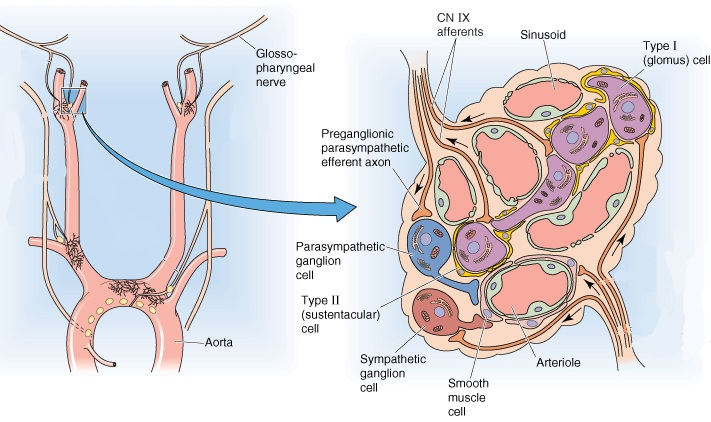 Glosso-
pharyngeal
nerve
Aorta
CN IX
afferents
Sinusoid
Type I
(glomus) cell
Preganglionic
parasympathetic
efferent axon
Parasympathetic
ganglion
cell
Type II
(sustentacular)
cell
Sympathetic
ganglion
cell
Smooth
muscle
cell
Arteriole